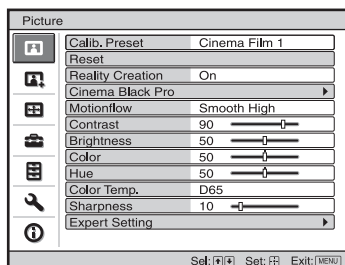 Picture
Calib. Preset Cinema Film 1
Reset
Reality Creation On
Cinema Black Pro
Motionflow Smooth High
Contrast 90
Brightness 50
Color 50
Hue 50
Color Temp. D65
Sharpness 10
Expert Setting
Sel: Set: Exit: MENU